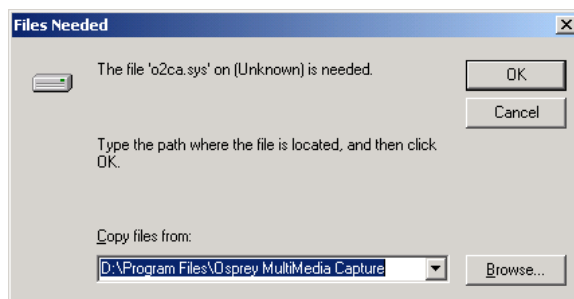 Files Needed
The file 'o2ca.sys' on (Unknown) is needed.
OK
Cancel
Type the path where the file is located, and then click
OK.
Copy files from:
D:\Program Files\Osprey MultiMedia Capture
Browse...